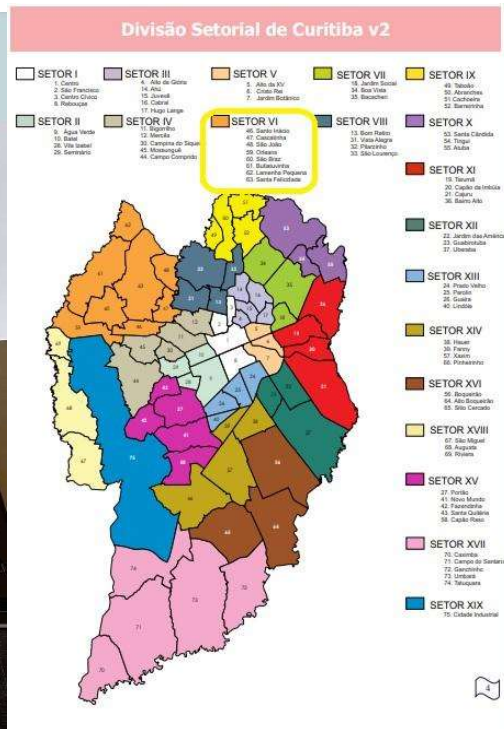 Divisão Setorial de Curitiba v2
SETOR I
1. Centro
2. São Francisco
3. Centro Cívico
8. Rebouças
SETOR III
4. Alto da Glória
14. Ahú
15. Juvevê
16. Cabral
17. Hugo Lange
SETOR V
5. Alto da XV
6. Cristo Rei
7. Jardim Botânico
SETOR VII
18. Jardim Social
34. Boa Vista
35. Bacacheri
SETOR IX
49. Taboão
50. Abranches
51. Cachoeira
52. Barreirinha
SETOR II
9. Água Verde
10. Batel
28. Vila Izabel
29. Seminário
SETOR IV
11. Bigorrilho
12. Mercês
30. Campina do Sique
45. Mossunguê
44. Campo Comprido
SETOR VI
46. Santo Inácio
47. Cascatinha
48. São João
59. Orleans
60. São Braz
61. Butiatuvinha
62. Lamenha Pequena
63. Santa Felicidade
SETOR VIII
13. Bom Retiro
31. Vista Alegre
32. Pilarzinho
33. São Lourenço
SETOR X
53. Santa Cândida
54. Tingui
55. Atuba
SETOR XI
19. Tarumã
20. Capão da Imbúia
21. Cajuru
36. Bairro Alto
SETOR XII
22. Jardim das América
23. Guabirotuba
37. Uberaba
SETOR XIII
24. Prado Velho
25. Parolin
26. Guaíra
40. Lindóia
SETOR XIV
38. Hauer
39. Fanny
57. Xaxim
66. Pinheirinho
SETOR XVI
56. Boqueirão
64. Alto Boqueirão
65. Sítio Cercado
SETOR XVIII
67. São Miguel
68. Augusta
69. Riviera
SETOR XV
27. Portão
41. Novo Mundo
42. Fazendinha
43. Santa Quitéria
58. Capão Raso
SETOR XVII
70. Caximba
71. Campo do Santana
72. Ganchinho
73. Umbará
74. Tatuquara
SETOR XIX
75. Cidade Industrial
4